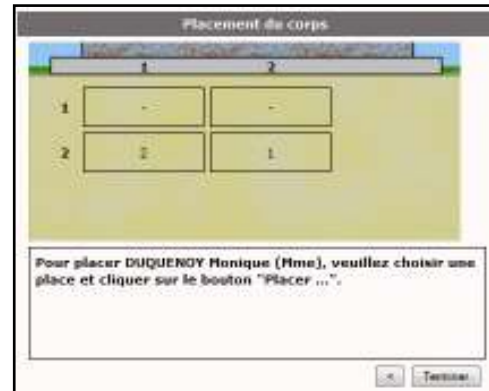 Placement du corps
1 2
1 - -
2 2 1
Pour placer DUQUENOY Monique (Mme), veuillez choisir une
place et cliquer sur le bouton "Placer ...".
< Terminer